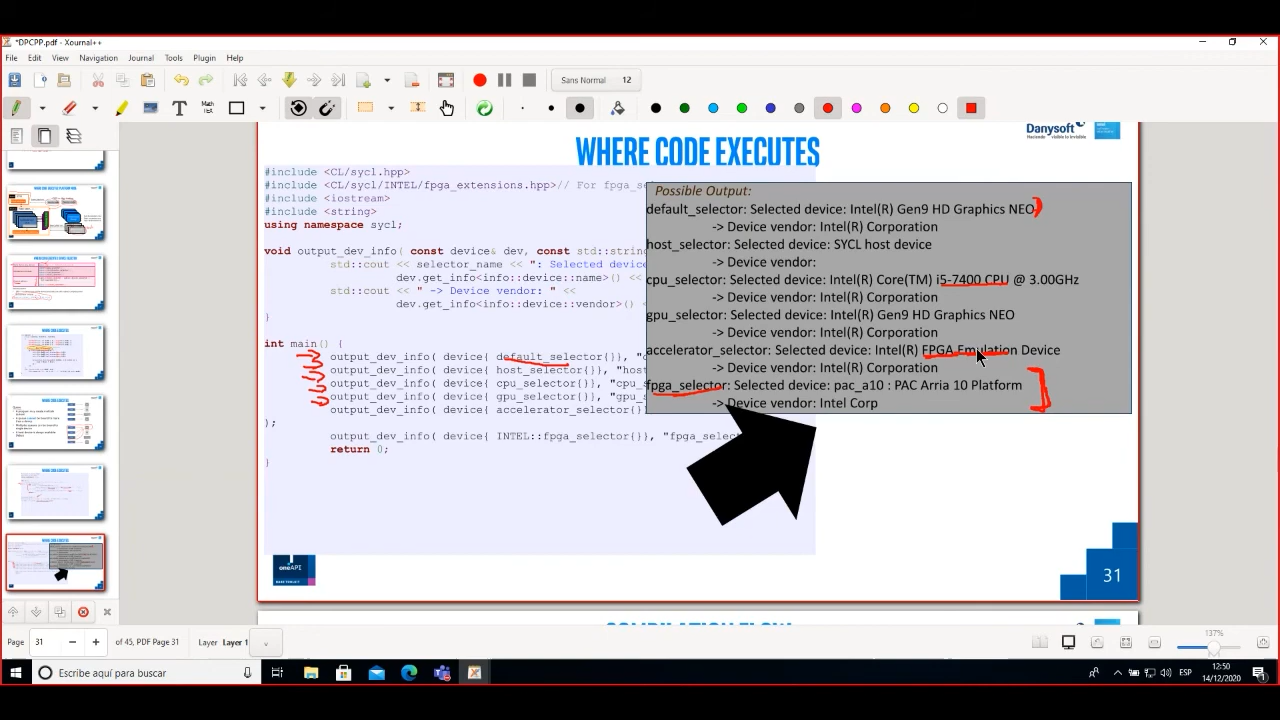 *DPCPP.pdf - Xournal++
File Edit View Navigation Journal Tools Plugin Help
Sans Normal 12
Danysoft
WHERE CODE EXECUTES
#include <CL/sycl.hpp>
#include <CL/sycl/INTEL/fpga_extensions.hpp>// For fpga_se
#include <iostream>
#include <string>
using namespace sycl;
void output_dev_info( const device& dev, const std::string
std::cout << selector_name << ": Selected device
dev.get_info<info::device::name>() <<
std::cout << " -> Device vendor: " <<
dev.get_info<info::device::vendor>() <
}
int main() {
output_dev_info( device{ default_selector{}}, "d
output_dev_info( device{ host_selector{}}, "host
output_dev_info( device{ cpu_selector{}}, "cpu_
output_dev_info( device{ gpu_selector{}}, "gpu_
);
output_dev_info( device{ INTEL::fpga_selector{}}, "fpga_selec
return 0;
}
Possible Output:
default_selector: Selected device: Intel(R) Gen9 HD Graphics NEO
-> Device vendor: Intel(R) Corporation
host_selector: Selected device: SYCL host device
-> Device vendor:
cpu_selector: Selected device: Intel(R) Core(TM) i5-7400 CPU @ 3.00GHz
-> Device vendor: Intel(R) Corporation
gpu_selector: Selected device: Intel(R) Gen9 HD Graphics NEO
-> Device vendor: Intel(R) Corporation
accelerator_selector: Selected device: Intel(R) FPGA Emulation Device
-> Device vendor: Intel(R) Corporation
fpga_selector: Selected device: pac_a10 : PAC Arria 10 Platform
-> Device vendor: Intel Corp
oneAPI
31
COMPILATION FLOW
Page 31 of 45, PDF Page 31 Layer Layer 1
137%
Escribe aquí para buscar
ESP
12:50
14/12/2020